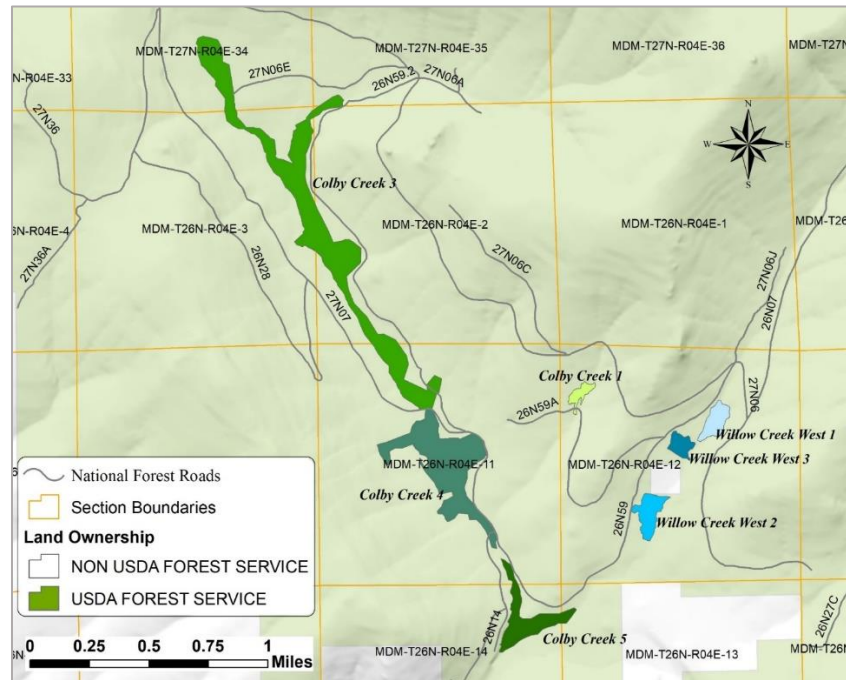 MDM-T27N-R04E-34
MDM-T27N-R04E-35
MDM-T27N-R04E-36
MDM-T
N-R04E-33
27N06E
26N59.2
27N06A
27N36
N
W
E
S
Colby Creek 3
6N-R04E-4
MDM-T26N-R04E-3
MDM-T26N-R04E-2
MDM-T26N-R04E-1
MDM-T2
27N36A
26N28
27N06C
27N06J
26N07
27N07
Colby Creek 1
26N59A
27N06
Willow Creek West 1
Willow Creek West 3
MDM-T26N-R04E-11
MDM-T26N-R04E-12
Colby Creek 4
26N59
Willow Creek West 2
National Forest Roads
Section Boundaries
Land Ownership
NON USDA FOREST SERVICE
USDA FOREST SERVICE
26N14
Colby Creek 5
26N27C
MDM-T26N-R04E-14
MDM-T26N-R04E-13
MDM-T2
6N
0 0.25 0.5 0.75 1
Miles